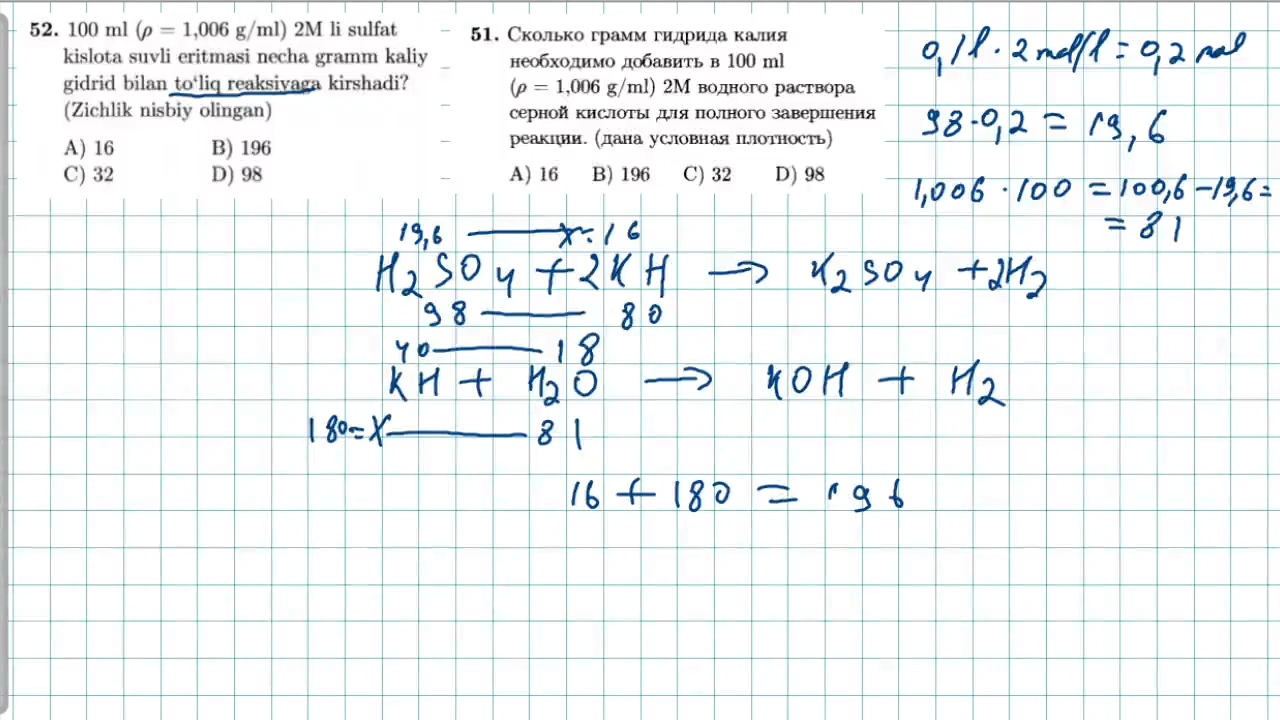 52. 100 ml (ρ = 1,006 g/ml) 2M li sulfat
kislota suvli eritmasi necha gramm kaliy
gidrid bilan to‘liq reaksiyaga kirshadi?
(Zichlik nisbiy olingan)
A) 16 B) 196
C) 32 D) 98
51. Сколько грамм гидрида калия
необходимо добавить в 100 ml
(ρ = 1,006 g/ml) 2M водного раствора
серной кислоты для полного завершения
реакции. (дана условная плотность)
A) 16 B) 196 C) 32 D) 98
0,1 l · 2 mol/l = 0,2 mol
98 · 0,2 = 19,6
1,006 · 100 = 100,6 - 19,6 =
= 81
19,6 x = 16
H2SO4 + 2KH → K2SO4 + 2H2
98 80
40 18
KH + H2O → KOH + H2
180 = X 81
16 + 180 = 196